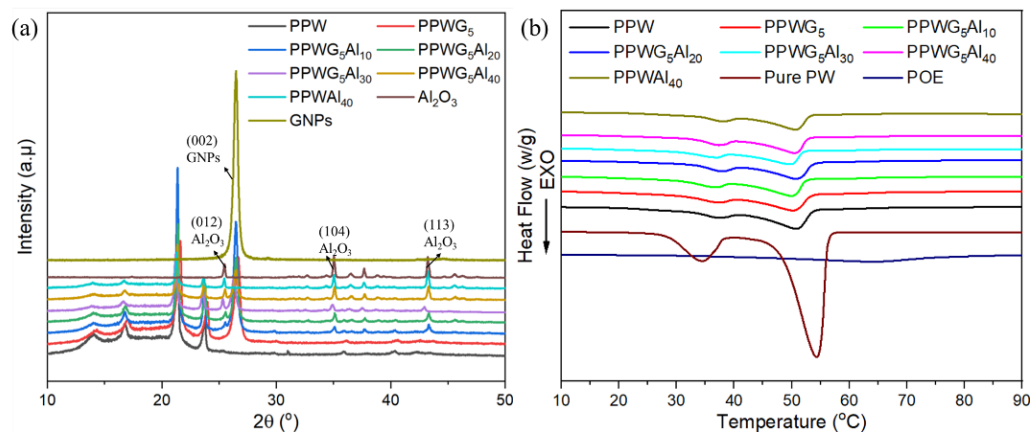 (a)
PPW PPWG₅
PPWG₅Al₁₀ PPWG₅Al₂₀
PPWG₅Al₃₀ PPWG₅Al₄₀
PPWAl₄₀ Al₂O₃
GNPs
(002)
GNPs
(012)
Al₂O₃
(104)
Al₂O₃
(113)
Al₂O₃
Intensity (a.μ)
10 20 30 40 50
2θ (°)
(b)
PPW PPWG₅ PPWG₅Al₁₀
PPWG₅Al₂₀ PPWG₅Al₃₀ PPWG₅Al₄₀
PPWAl₄₀ Pure PW POE
Heat Flow (w/g)
EXO
10 20 30 40 50 60 70 80 90
Temperature (°C)